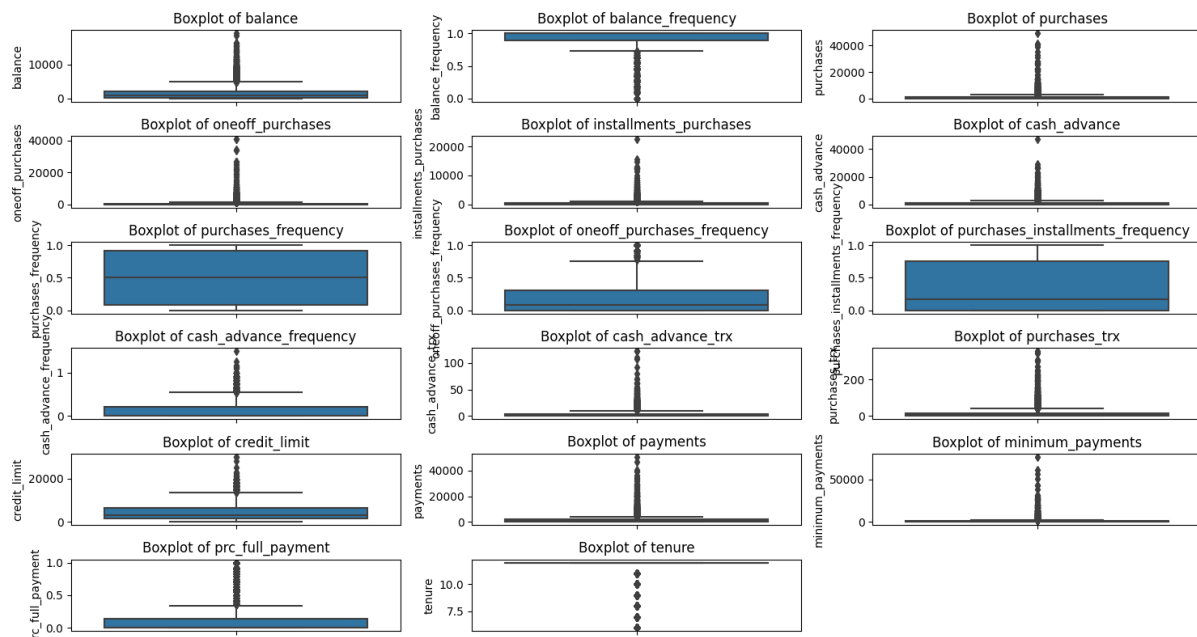 Boxplot of balance
balance
10000
0
Boxplot of balance_frequency
balance_frequency
1.0
0.5
0.0
Boxplot of purchases
purchases
40000
20000
0
Boxplot of oneoff_purchases
oneoff_purchases
40000
20000
0
Boxplot of installments_purchases
installments_purchases
20000
10000
0
Boxplot of cash_advance
cash_advance
40000
20000
0
Boxplot of purchases_frequency
purchases_frequency
1.0
0.5
0.0
Boxplot of oneoff_purchases_frequency
oneoff_purchases_frequency
1.0
0.5
0.0
Boxplot of purchases_installments_frequency
purchases_installments_frequency
1.0
0.5
0.0
Boxplot of cash_advance_frequency
cash_advance_frequency
1
0
Boxplot of cash_advance_trx
cash_advance_trx
100
50
0
Boxplot of purchases_trx
purchases_trx
200
0
Boxplot of credit_limit
credit_limit
20000
0
Boxplot of payments
payments
40000
20000
0
Boxplot of minimum_payments
minimum_payments
50000
0
Boxplot of prc_full_payment
rc_full_payment
1.0
0.5
0.0
Boxplot of tenure
tenure
10.0
7.5